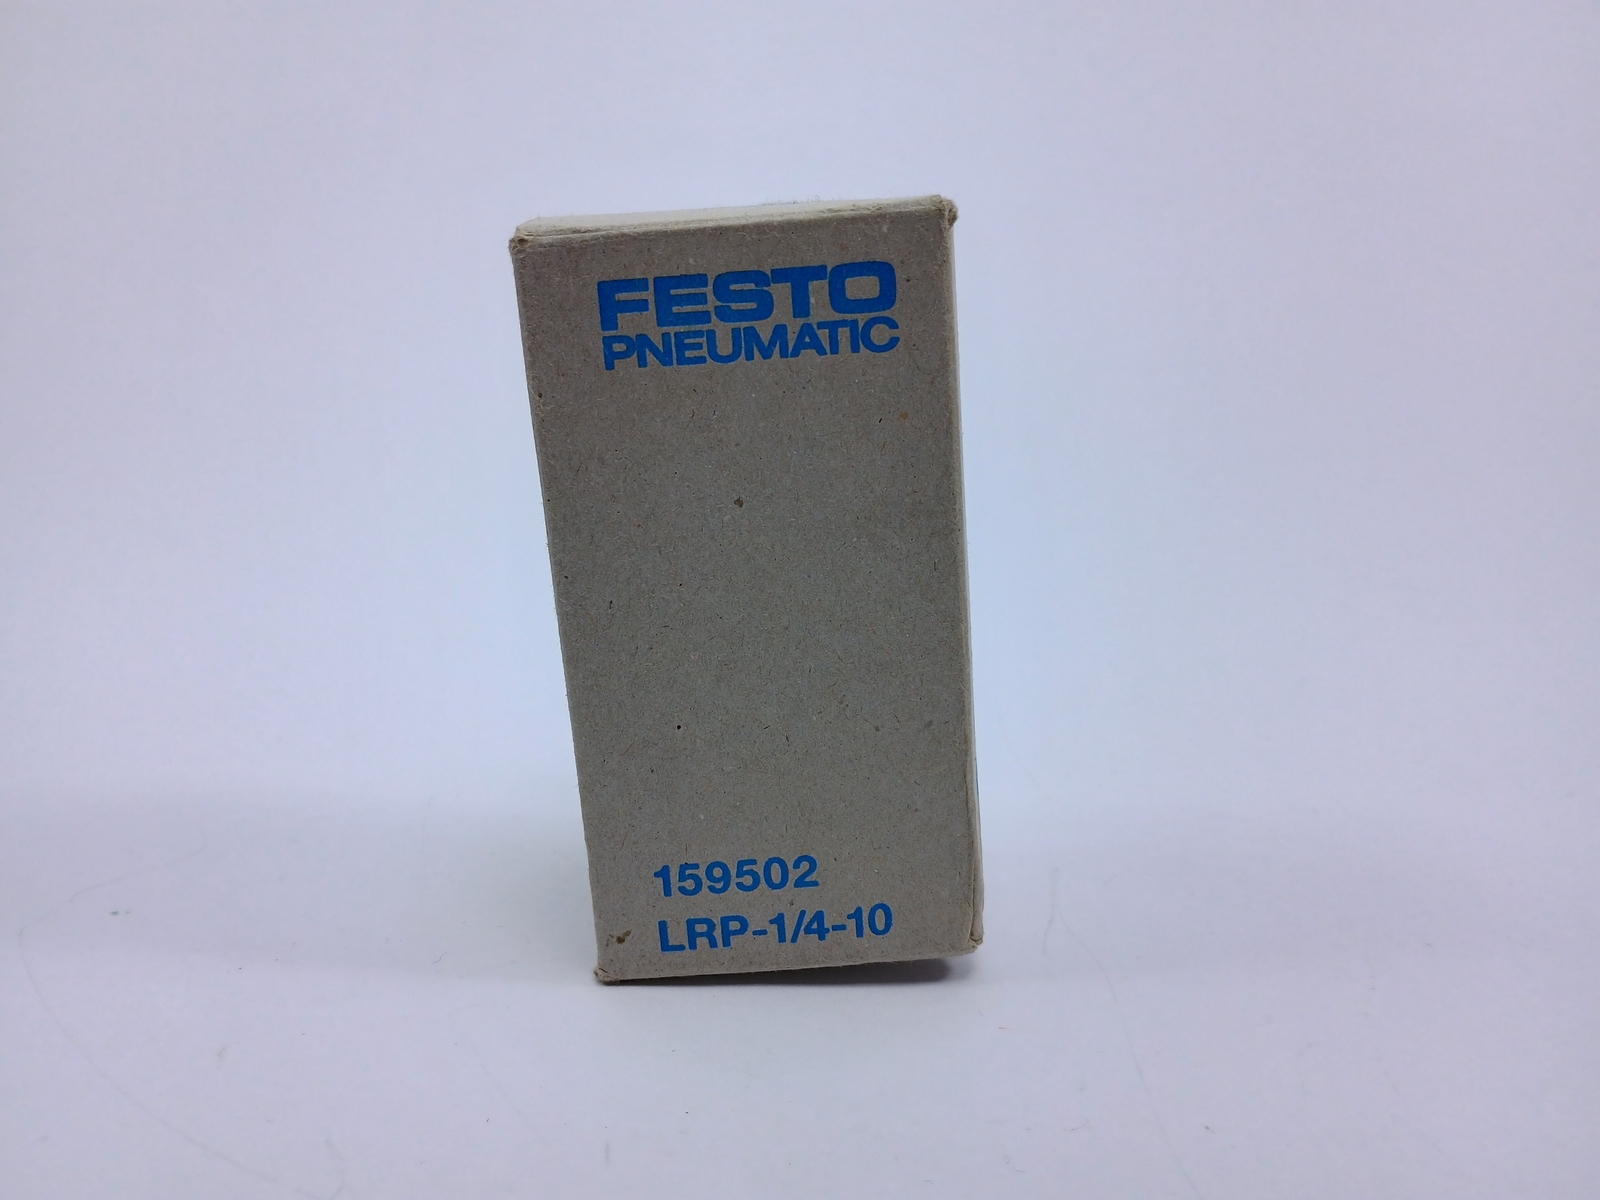 FESTO
PNEUMATIC
159502
LRP-1/4-10